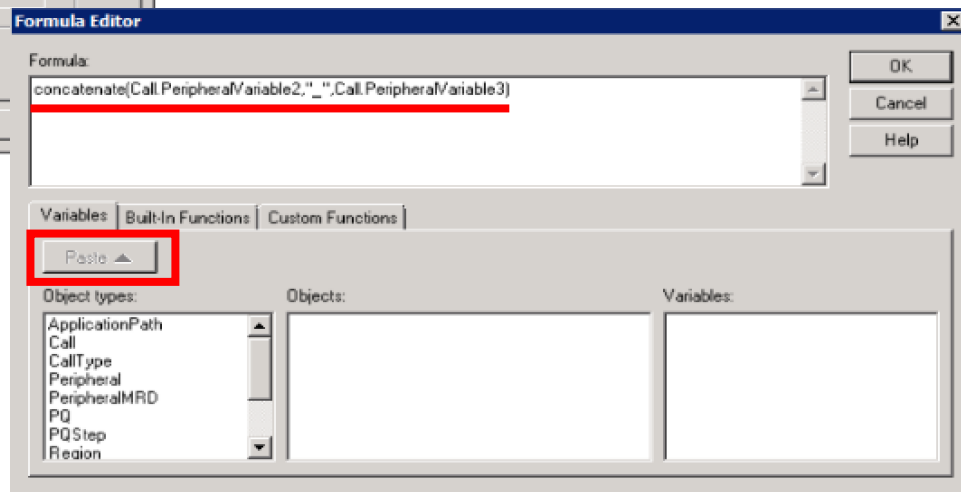 Formula Editor
Formula:
concatenate(Call.PeripheralVariable2,"_",Call.PeripheralVariable3)
OK
Cancel
Help
Variables
Built-In Functions
Custom Functions
Paste
Object types:
Objects:
Variables:
ApplicationPath
Call
CallType
Peripheral
PeripheralMRD
PQ
PQStep
Region